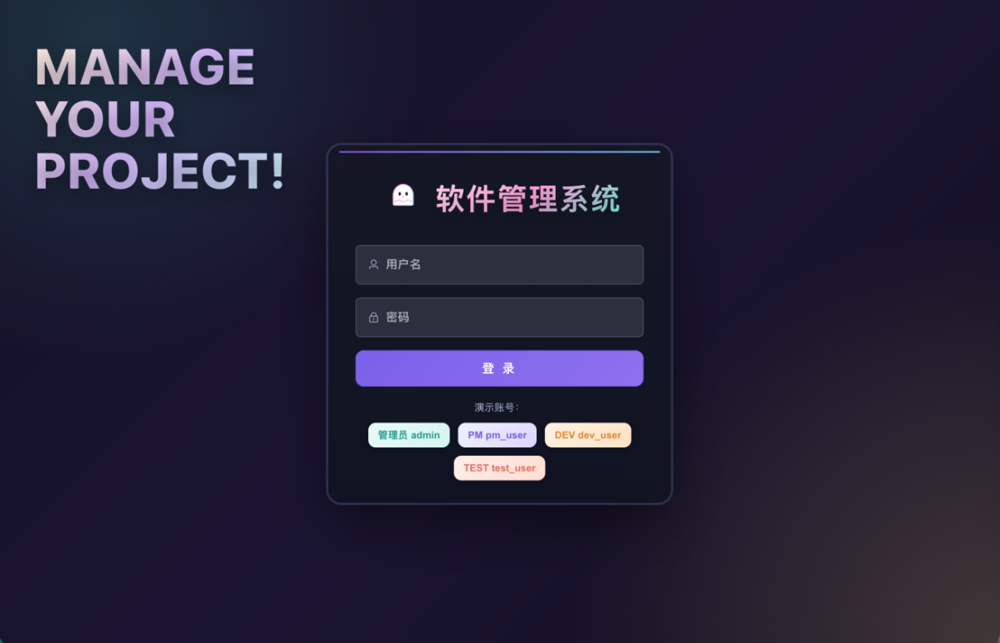 MANAGE
YOUR
PROJECT!
软件管理系统
用户名
密码
登 录
演示账号：
管理员 admin PM pm_user DEV dev_user
TEST test_user